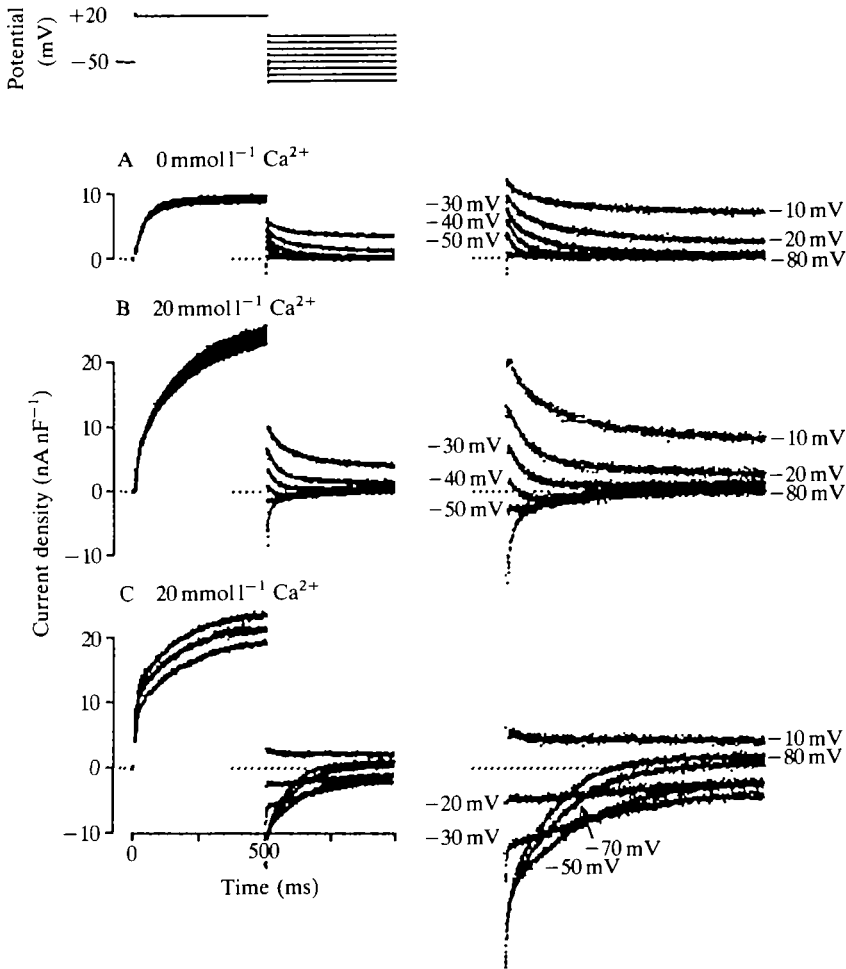 Potential
(mV)
+20
−50
A 0 mmol l⁻¹ Ca²⁺
10
0
−30 mV
−40 mV
−50 mV
−10 mV
−20 mV
−80 mV
B 20 mmol l⁻¹ Ca²⁺
20
10
0
−10
−30 mV
−40 mV
−50 mV
−10 mV
−20 mV
−80 mV
Current density (nA nF⁻¹)
C 20 mmol l⁻¹ Ca²⁺
20
10
0
−10
−20 mV
−30 mV
−10 mV
−80 mV
−70 mV
−50 mV
0
500
Time (ms)